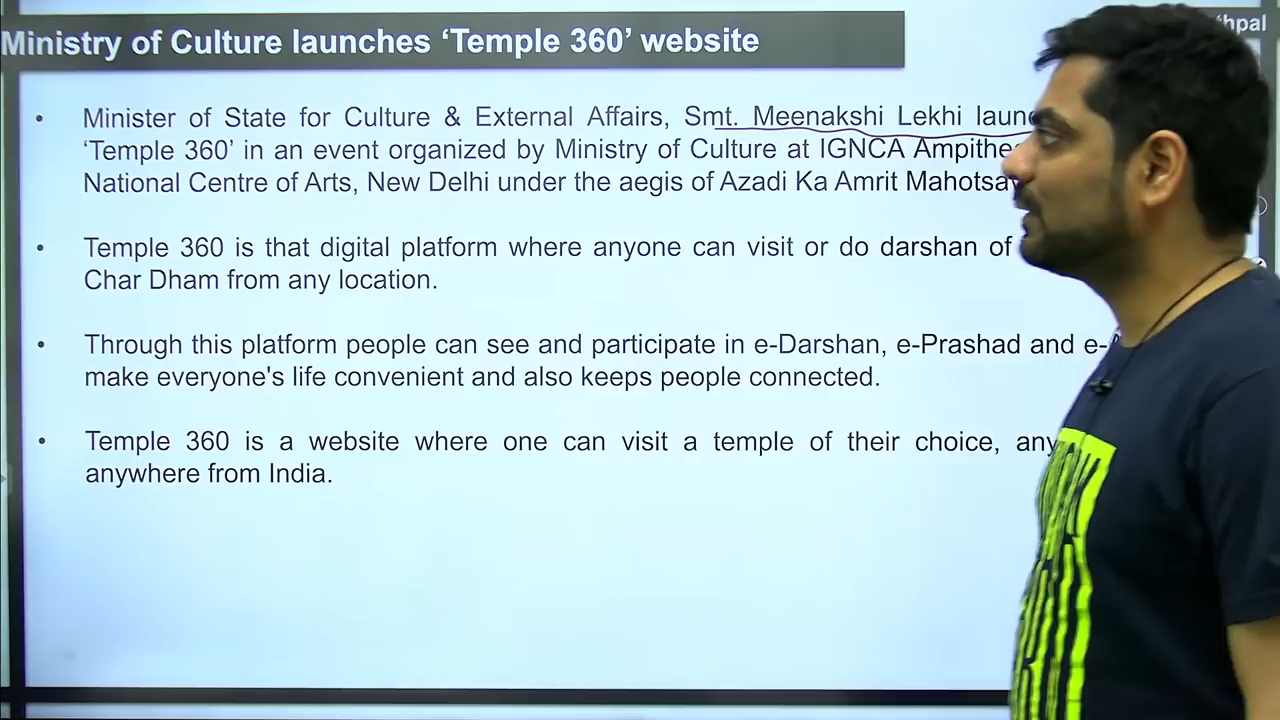 Ministry of Culture launches ‘Temple 360’ website
Minister of State for Culture & External Affairs, Smt. Meenakshi Lekhi
‘Temple 360’ in an event organized by Ministry of Culture at IGNCA
National Centre of Arts, New Delhi under the aegis of Azadi Ka Amrit
Temple 360 is that digital platform where anyone can visit or do darshan of
Char Dham from any location.
Through this platform people can see and participate in e-Darshan, e-Prashad and
make everyone's life convenient and also keeps people connected.
Temple 360 is a website where one can visit a temple of their choice,
anywhere from India.